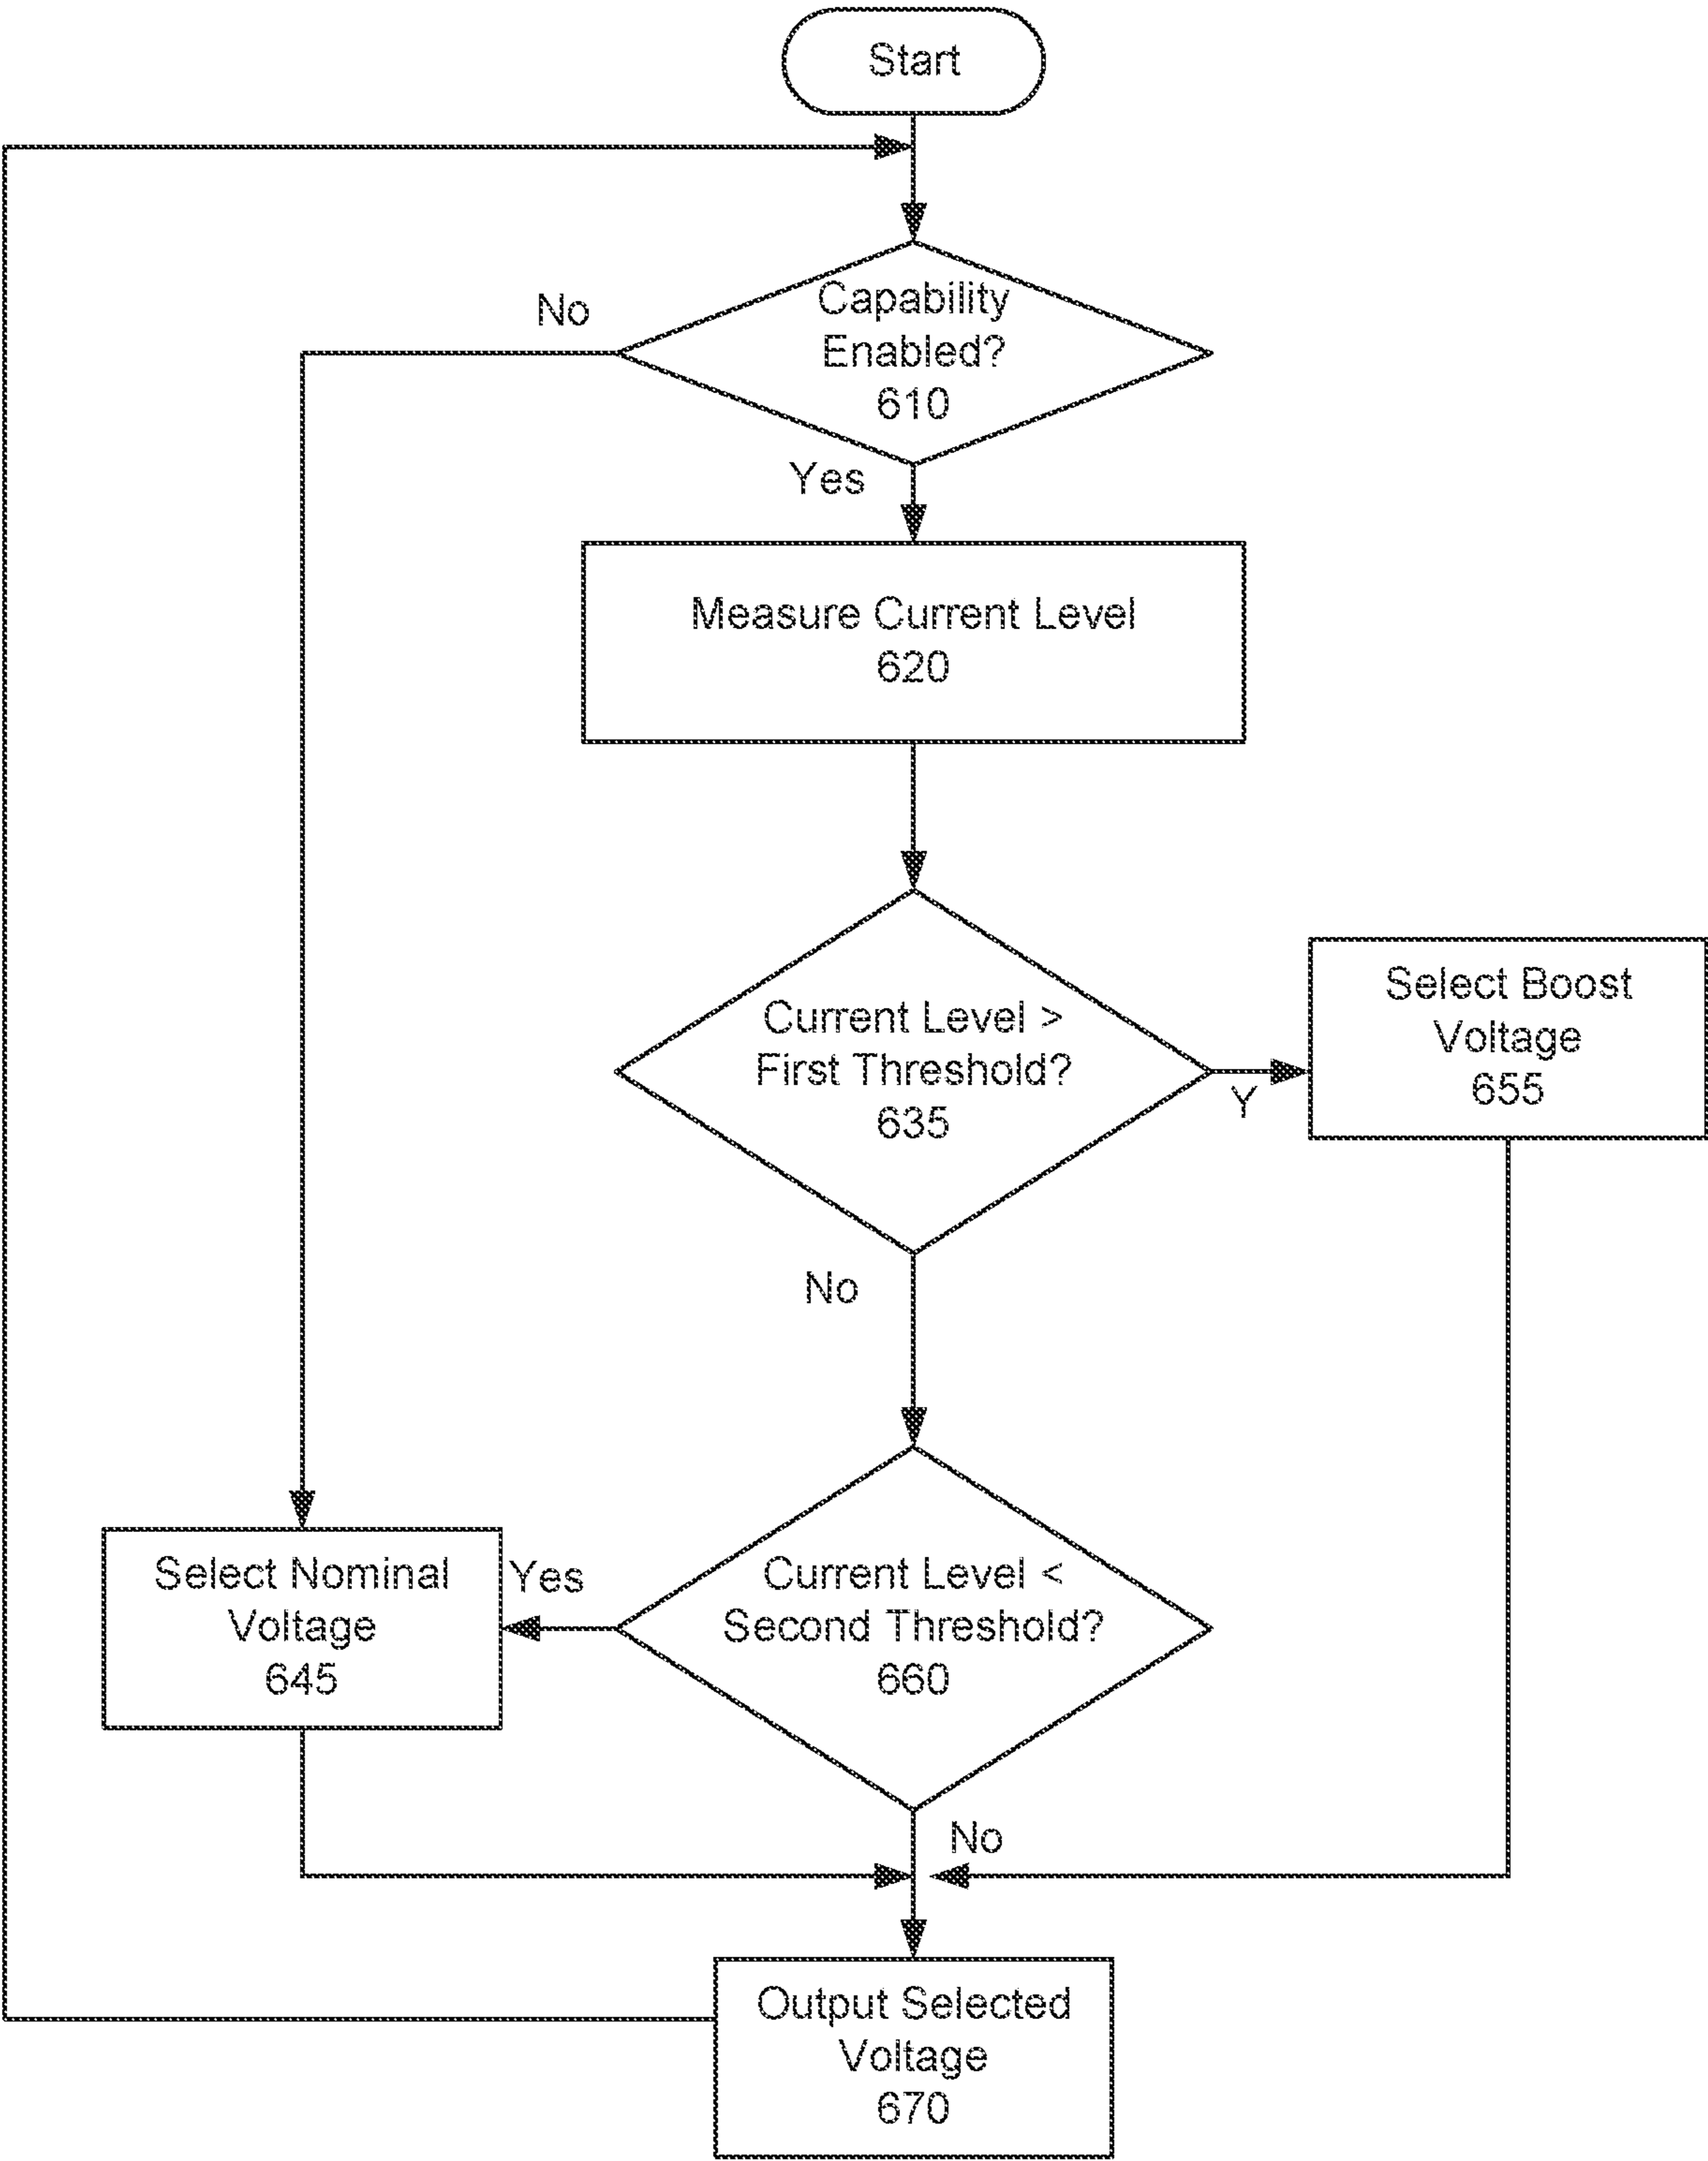 Start
No
Capability
Enabled?
610
Yes
Measure Current Level
620
Current Level >
First Threshold?
635
Y
Select Boost
Voltage
655
No
Select Nominal
Voltage
645
Yes
Current Level <
Second Threshold?
660
No
Output Selected
Voltage
670